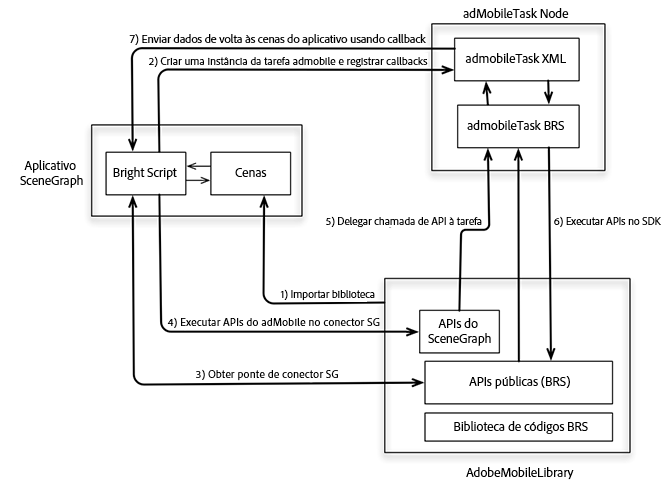 adMobileTask Node
7) Enviar dados de volta às cenas do aplicativo usando callback
2) Criar uma instância da tarefa admobile e registrar callbacks
admobileTask XML
admobileTask BRS
Aplicativo
SceneGraph
Bright Script
Cenas
5) Delegar chamada de API à tarefa
6) Executar APIs no SDK
1) Importar biblioteca
4) Executar APIs do adMobile no conector SG
APIs do
SceneGraph
3) Obter ponte de conector SG
APIs públicas (BRS)
Biblioteca de códigos BRS
AdobeMobileLibrary